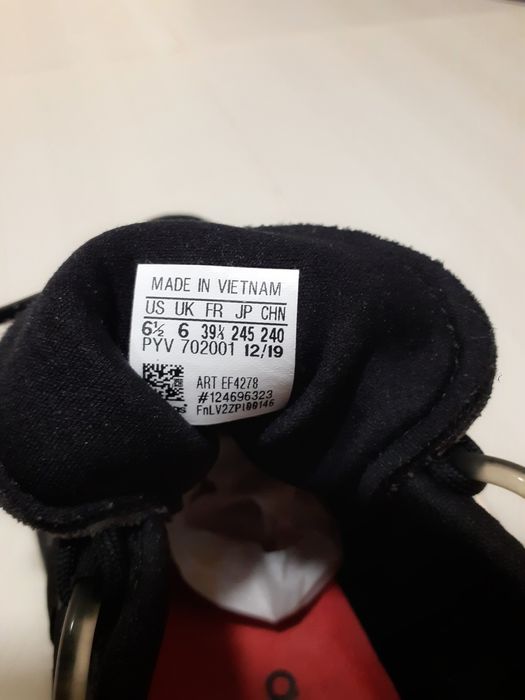 MADE IN VIETNAM
US UK FR JP CHN
6½ 6 39⅓ 245 240
PYV 702001 12/19
ART EF4278
#124696323